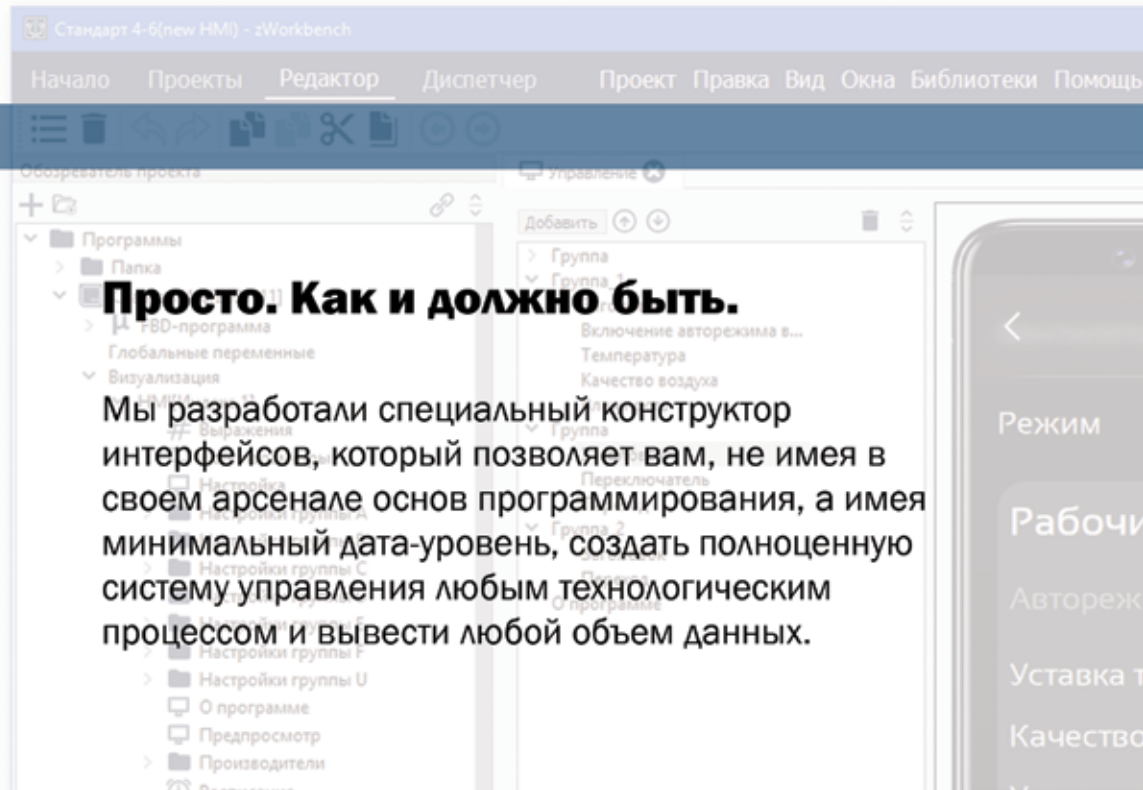 Стандарт 4-6(new HMI) - zWorkbench
Начало Проекты Редактор Диспетчер Проект Правка Вид Окна Библиотеки Помощь
Обозреватель проекта
Управление
Добавить
Программы
Папка
FBD-программа
Глобальные переменные
Визуализация
Выражения
Настройка
Настройки группы A
Настройки группы C
Настройки группы F
Настройки группы U
О программе
Предпросмотр
Производители
Группа
Группа_1
Включение авторежима в...
Температура
Качество воздуха
Группа
Переключатель
Группа_2
О программе
Просто. Как и должно быть.
Мы разработали специальный конструктор
интерфейсов, который позволяет вам, не имея в
своем арсенале основ программирования, а имея
минимальный дата-уровень, создать полноценную
систему управления любым технологическим
процессом и вывести любой объем данных.
Режим
Рабочи
Автореж
Уставка т
Качество